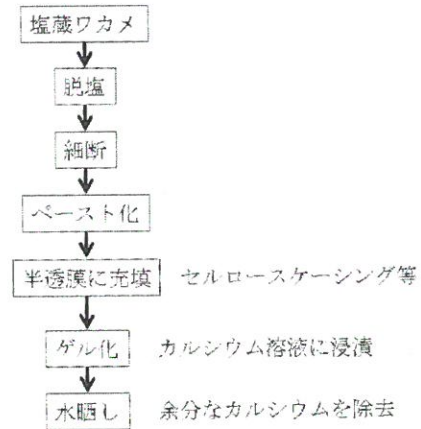 塩蔵ワカメ
脱塩
細断
ペースト化
半透膜に充填 セルロースケーシング等
ゲル化 カルシウム溶液に浸漬
水晒し 余分なカルシウムを除去